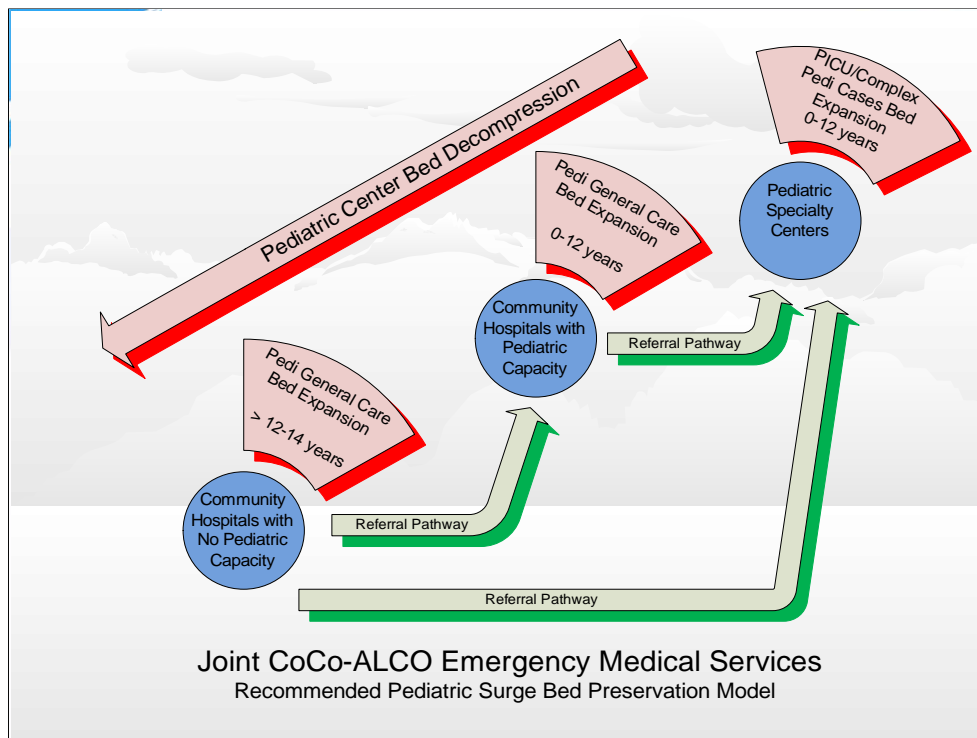 Pediatric Center Bed Decompression
PICU/Complex
Pedi Cases Bed
Expansion
0-12 years
Pediatric
Specialty
Centers
Pedi General Care
Bed Expansion
0-12 years
Community
Hospitals with
Pediatric
Capacity
Referral Pathway
Pedi General Care
Bed Expansion
> 12-14 years
Community
Hospitals with
No Pediatric
Capacity
Referral Pathway
Referral Pathway
Joint CoCo-ALCO Emergency Medical Services
Recommended Pediatric Surge Bed Preservation Model